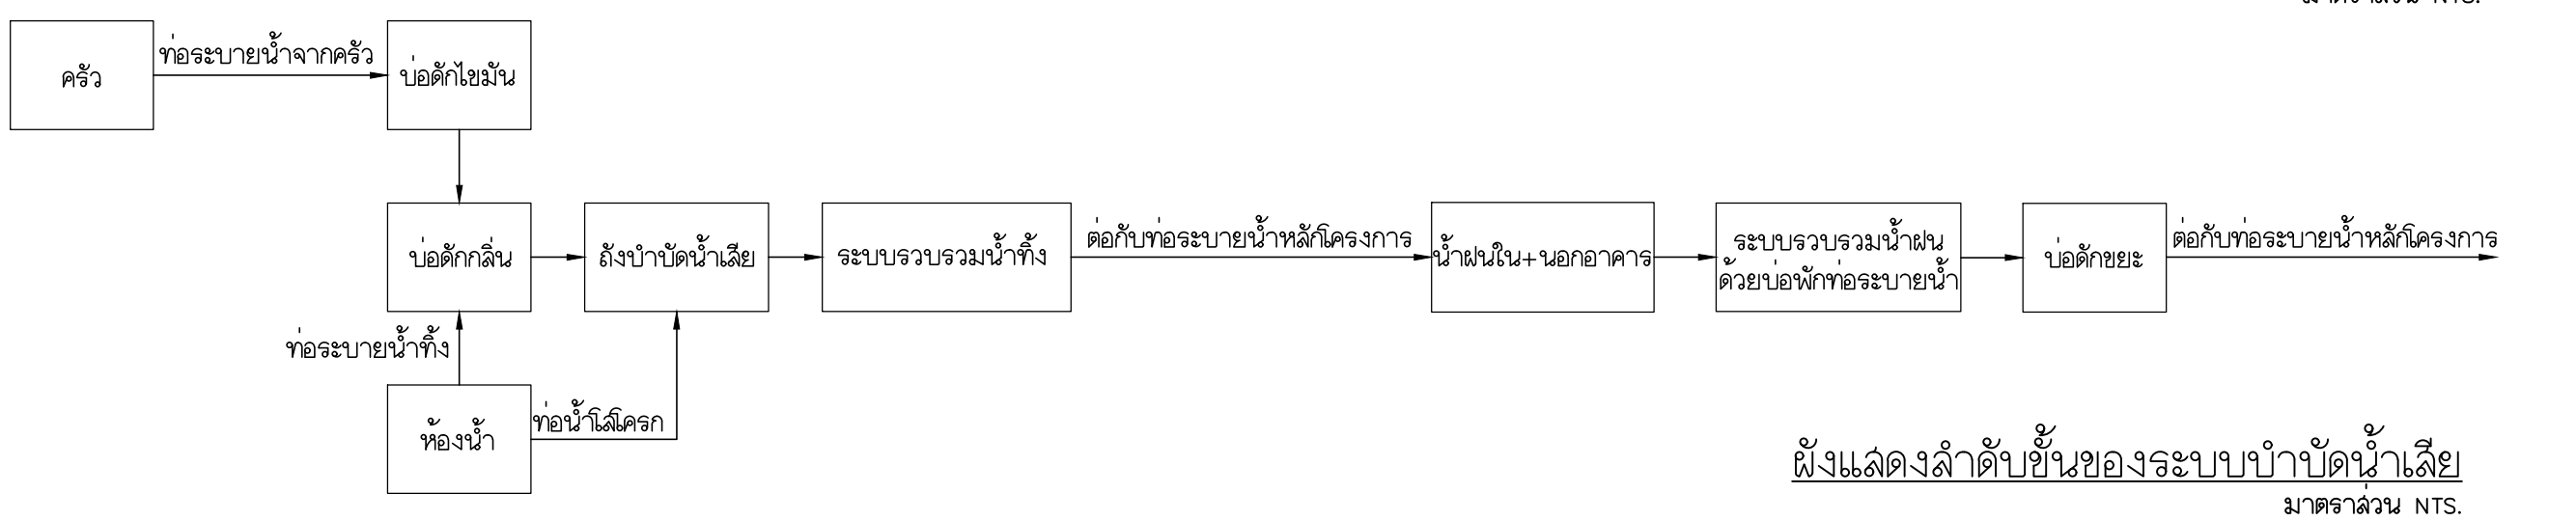 มาตราส่วน NTS.
ครัว
ท่อระบายน้ำจากครัว
บ่อดักไขมัน
บ่อดักกลิ่น
ถังบำบัดน้ำเสีย
ระบบรวบรวมน้ำทิ้ง
ต่อกับท่อระบายน้ำหลักโครงการ
น้ำฝนใน+นอกอาคาร
ระบบรวบรวมน้ำฝน
ด้วยบ่อพักท่อระบายน้ำ
บ่อดักขยะ
ต่อกับท่อระบายน้ำหลักโครงการ
ท่อระบายน้ำทิ้ง
ห้องน้ำ
ท่อน้ำโสโครก
ผังแสดงลำดับขั้นของระบบบำบัดน้ำเสีย
มาตราส่วน NTS.